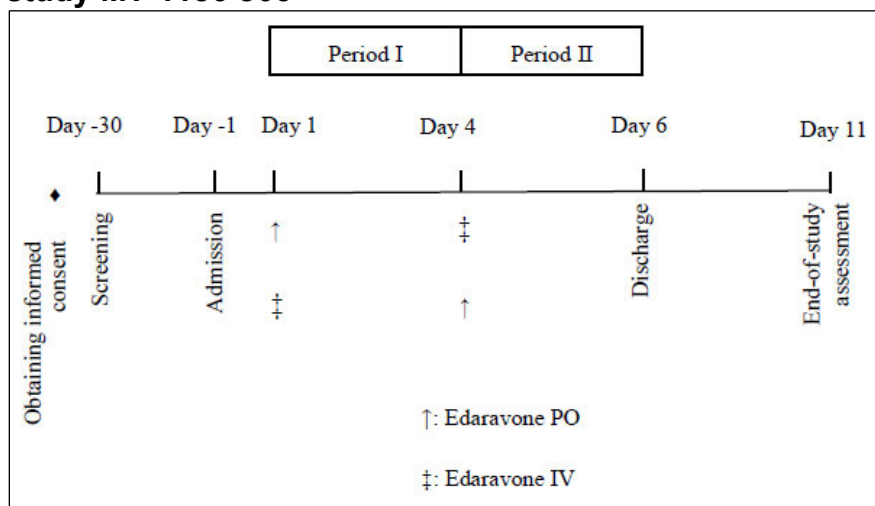 study
Period I
Period II
Day -30
Day -1
Day 1
Day 4
Day 6
Day 11
♦
↑
‡
‡
↑
Obtaining informed
consent
Screening
Admission
Discharge
End-of-study
assessment
↑: Edaravone PO
‡: Edaravone IV